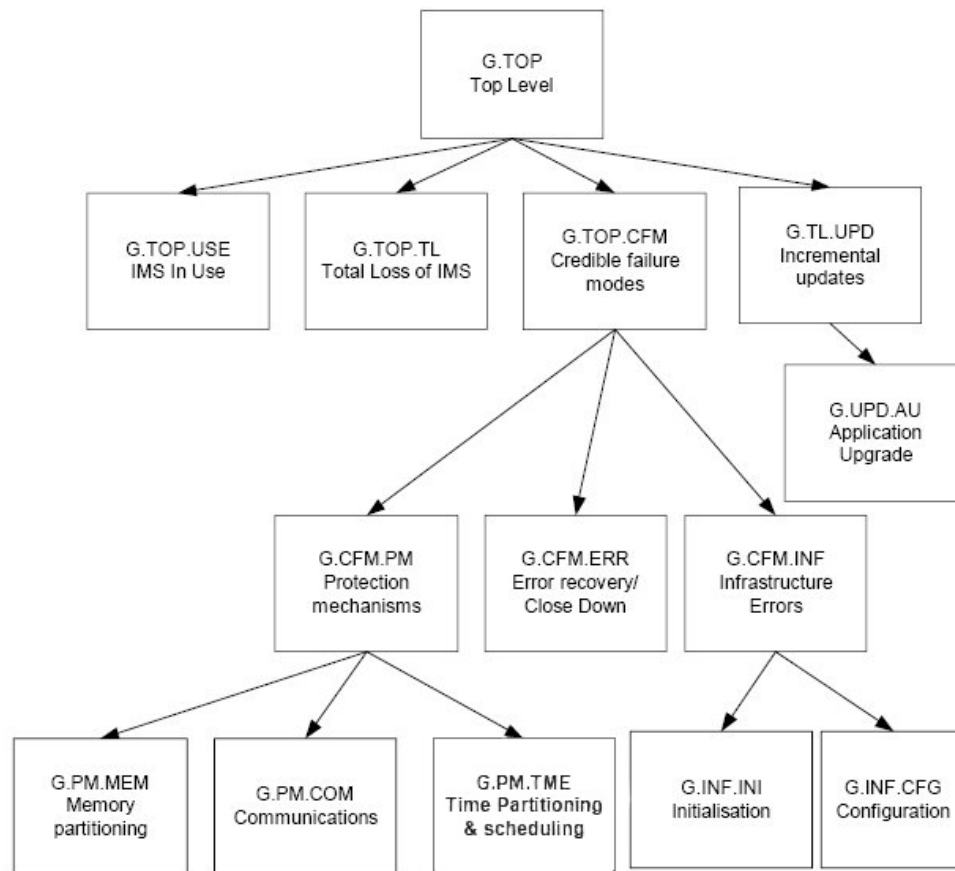 G.TOP
Top Level
G.TOP.USE
IMS In Use
G.TOP.TL
Total Loss of IMS
G.TOP.CFM
Credible failure
modes
G.TL.UPD
Incremental
updates
G.UPD.AU
Application
Upgrade
G.CFM.PM
Protection
mechanisms
G.CFM.ERR
Error recovery/
Close Down
G.CFM.INF
Infrastructure
Errors
G.PM.MEM
Memory
partitioning
G.PM.COM
Communications
G.PM.TME
Time Partitioning
& scheduling
G.INF.INI
Initialisation
G.INF.CFG
Configuration